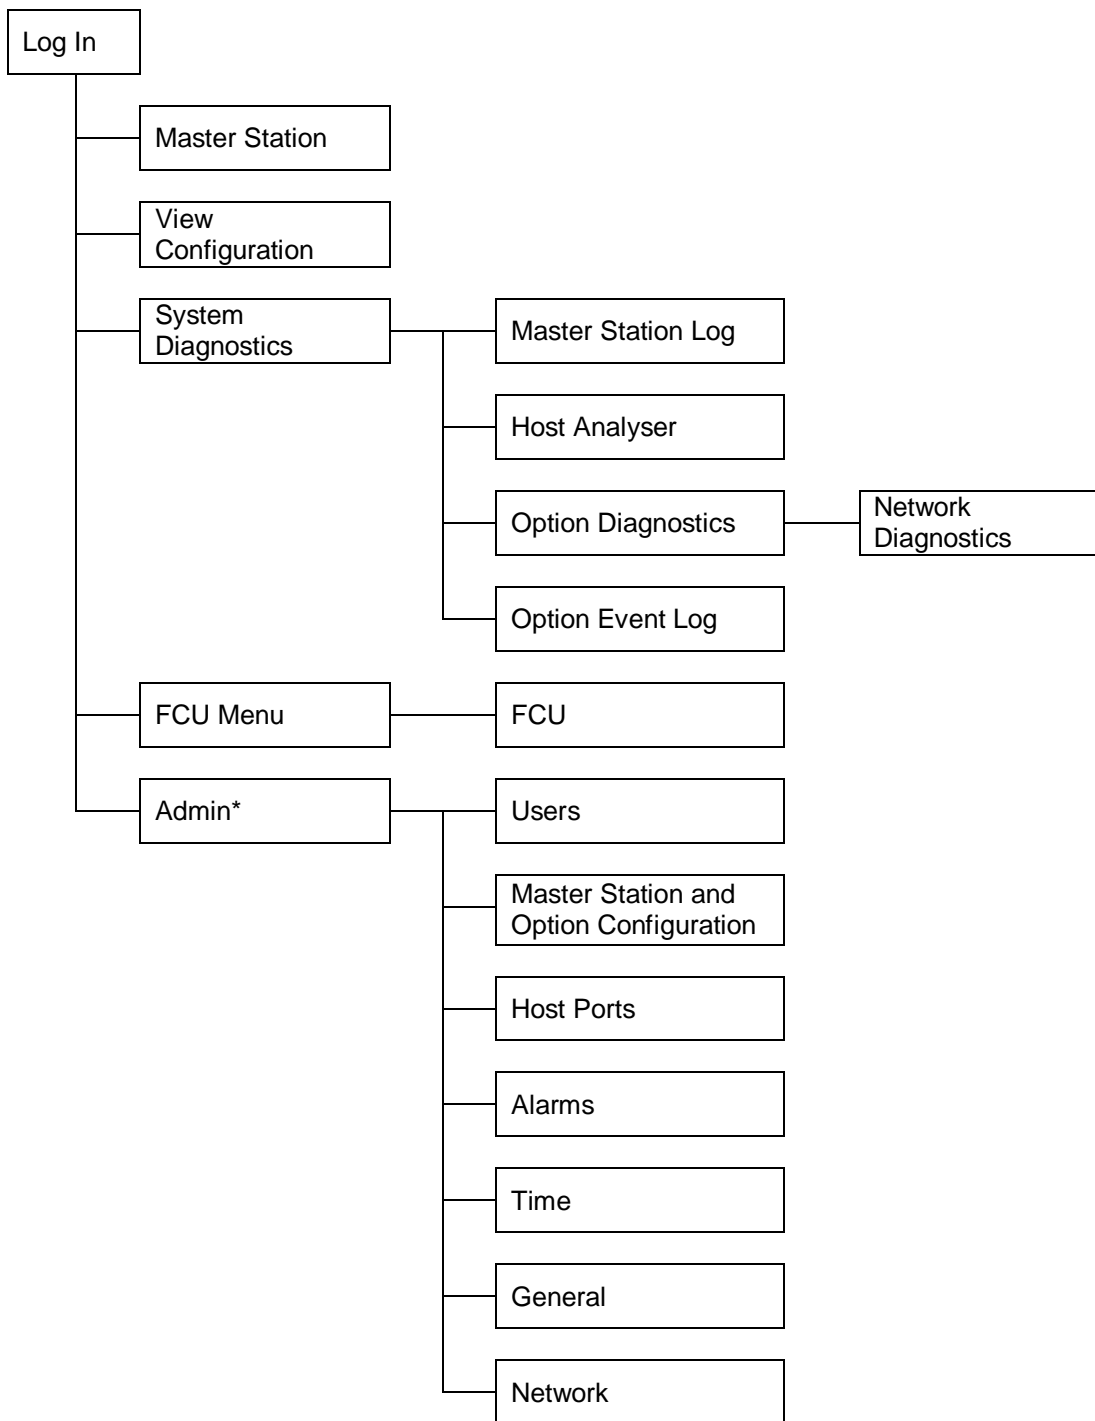 Log In
Master Station
View
Configuration
System
Diagnostics
Master Station Log
Host Analyser
Option Diagnostics
Network
Diagnostics
Option Event Log
FCU Menu
FCU
Admin*
Users
Master Station and
Option Configuration
Host Ports
Alarms
Time
General
Network